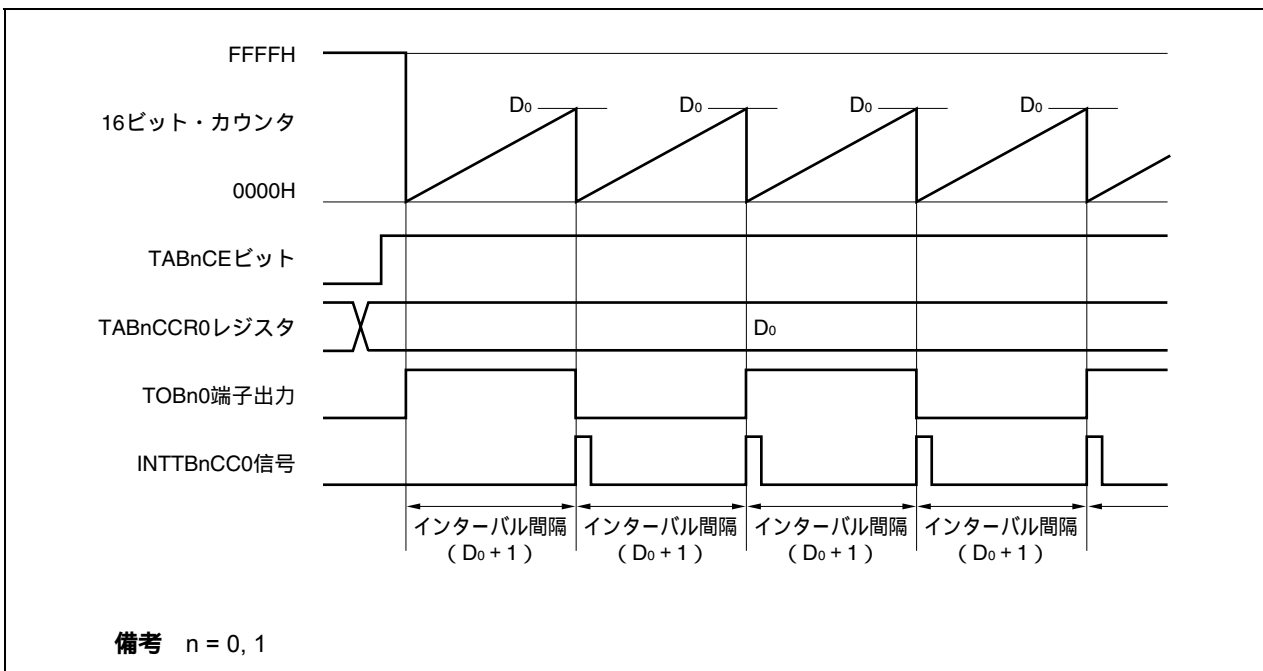 FFFFH
D0 D0 D0 D0
16ビット・カウンタ
0000H
TABnCEビット
TABnCCR0レジスタ
D0
TOBn0端子出力
INTTBnCC0信号
インターバル間隔 インターバル間隔 インターバル間隔 インターバル間隔
(D0 + 1) (D0 + 1) (D0 + 1) (D0 + 1)
備考 n = 0, 1